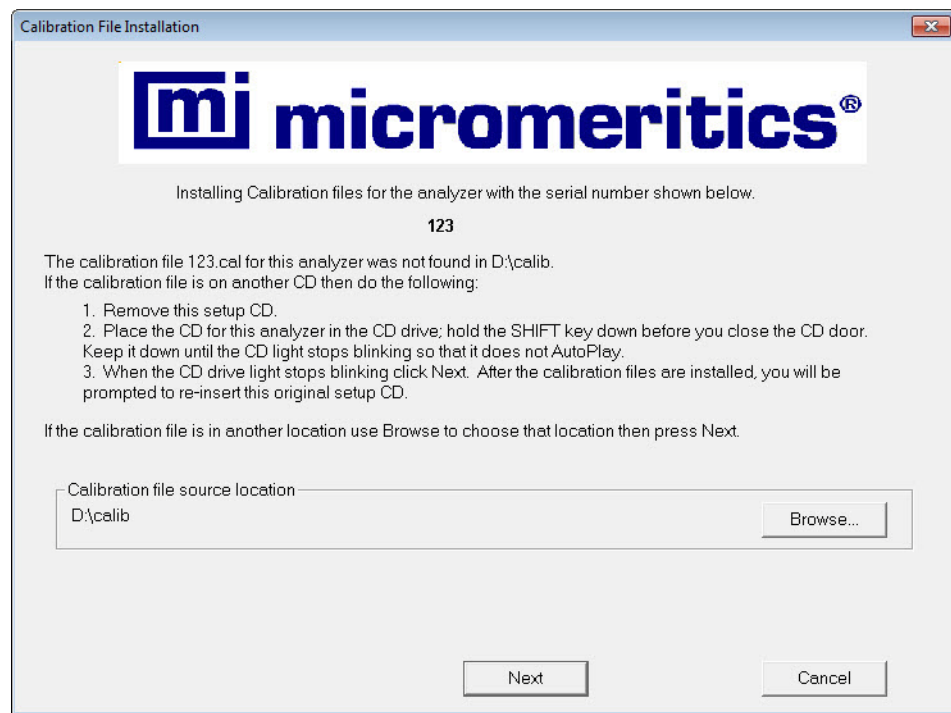 Calibration File Installation
mi micromeritics®
Installing Calibration files for the analyzer with the serial number shown below.
123
The calibration file 123.cal for this analyzer was not found in D:\calib.
If the calibration file is on another CD then do the following:
1. Remove this setup CD.
2. Place the CD for this analyzer in the CD drive; hold the SHIFT key down before you close the CD door.
Keep it down until the CD light stops blinking so that it does not AutoPlay.
3. When the CD drive light stops blinking click Next. After the calibration files are installed, you will be
prompted to re-insert this original setup CD.
If the calibration file is in another location use Browse to choose that location then press Next.
Calibration file source location
D:\calib
Browse...
Next
Cancel